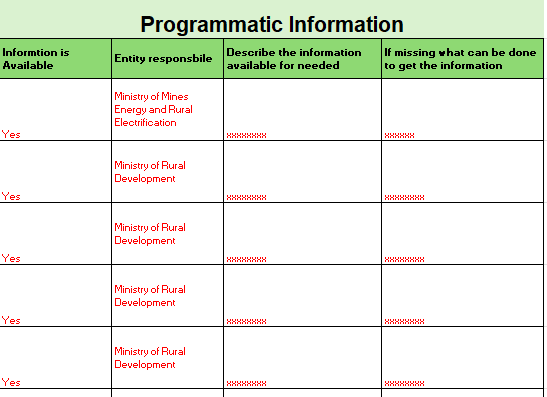 Programmatic Information
Informtion is
Available
Entity responsbile
Describe the information
available for needed
If missing what can be done
to get the information
Yes
Ministry of Mines
Energy and Rural
Electrification
xxxxxxxx
xxxxxx
Yes
Ministry of Rural
Development
xxxxxxxx
xxxxxxxx
Yes
Ministry of Rural
Development
xxxxxxxx
xxxxxxxx
Yes
Ministry of Rural
Development
xxxxxxxx
xxxxxxxx
Yes
Ministry of Rural
Development
xxxxxxxx
xxxxxxxx